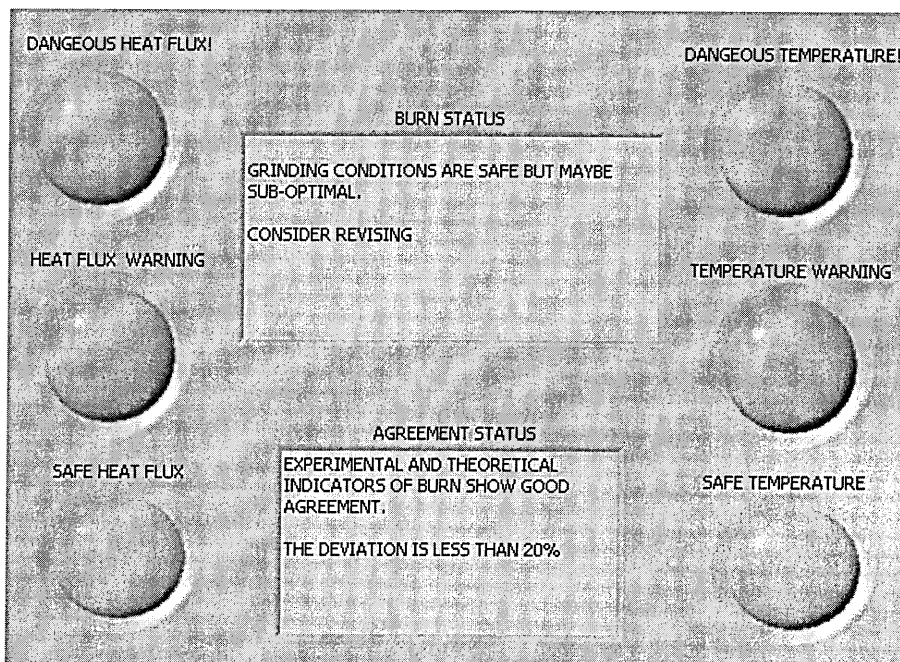 DANGEOUS HEAT FLUX!
DANGEOUS TEMPERATURE!
BURN STATUS
GRINDING CONDITIONS ARE SAFE BUT MAYBE
SUB-OPTIMAL.
CONSIDER REVISING
HEAT FLUX WARNING
TEMPERATURE WARNING
AGREEMENT STATUS
EXPERIMENTAL AND THEORETICAL
INDICATORS OF BURN SHOW GOOD
AGREEMENT.
THE DEVIATION IS LESS THAN 20%
SAFE HEAT FLUX
SAFE TEMPERATURE